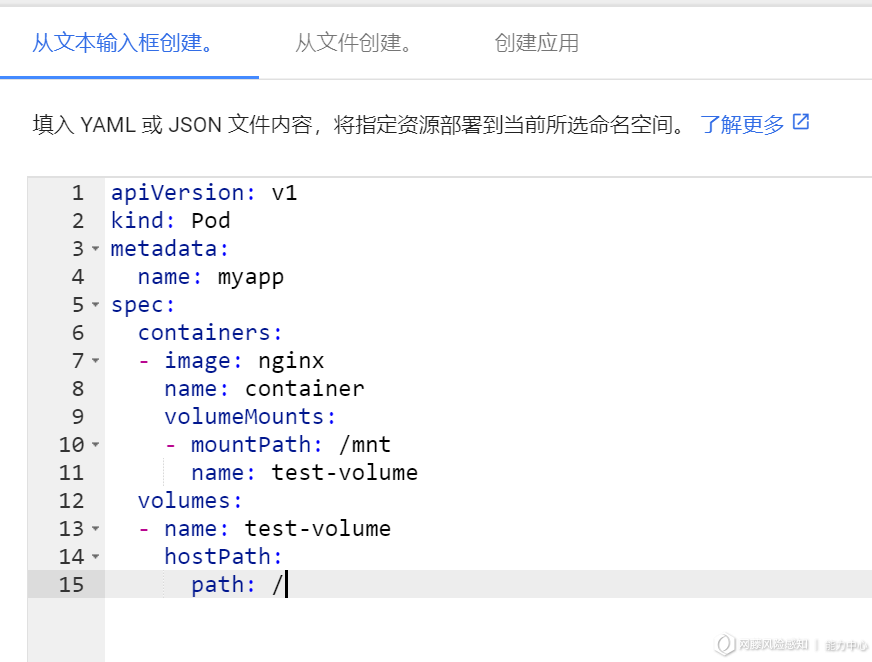 从文本输入框创建。 从文件创建。 创建应用
填入 YAML 或 JSON 文件内容，将指定资源部署到当前所选命名空间。 了解更多
1 apiVersion: v1
2 kind: Pod
3 metadata:
4   name: myapp
5 spec:
6   containers:
7   - image: nginx
8     name: container
9     volumeMounts:
10     - mountPath: /mnt
11       name: test-volume
12   volumes:
13   - name: test-volume
14     hostPath:
15       path: /
网藤风险感知 | 能力中心